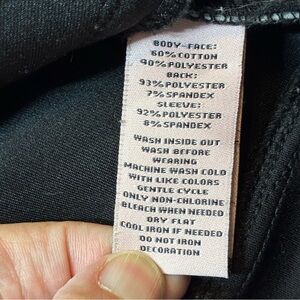 BODY-FACE:
60% COTTON
40% POLYESTER
BACK:
93% POLYESTER
7% SPANDEX
SLEEVE:
92% POLYESTER
8% SPANDEX
WASH INSIDE OUT
WASH BEFORE
WEARING
MACHINE WASH COLD
WITH LIKE COLORS
GENTLE CYCLE
ONLY NON-CHLORINE
BLEACH WHEN NEEDED
DRY FLAT
COOL IRON IF NEEDED
DO NOT IRON
DECORATION